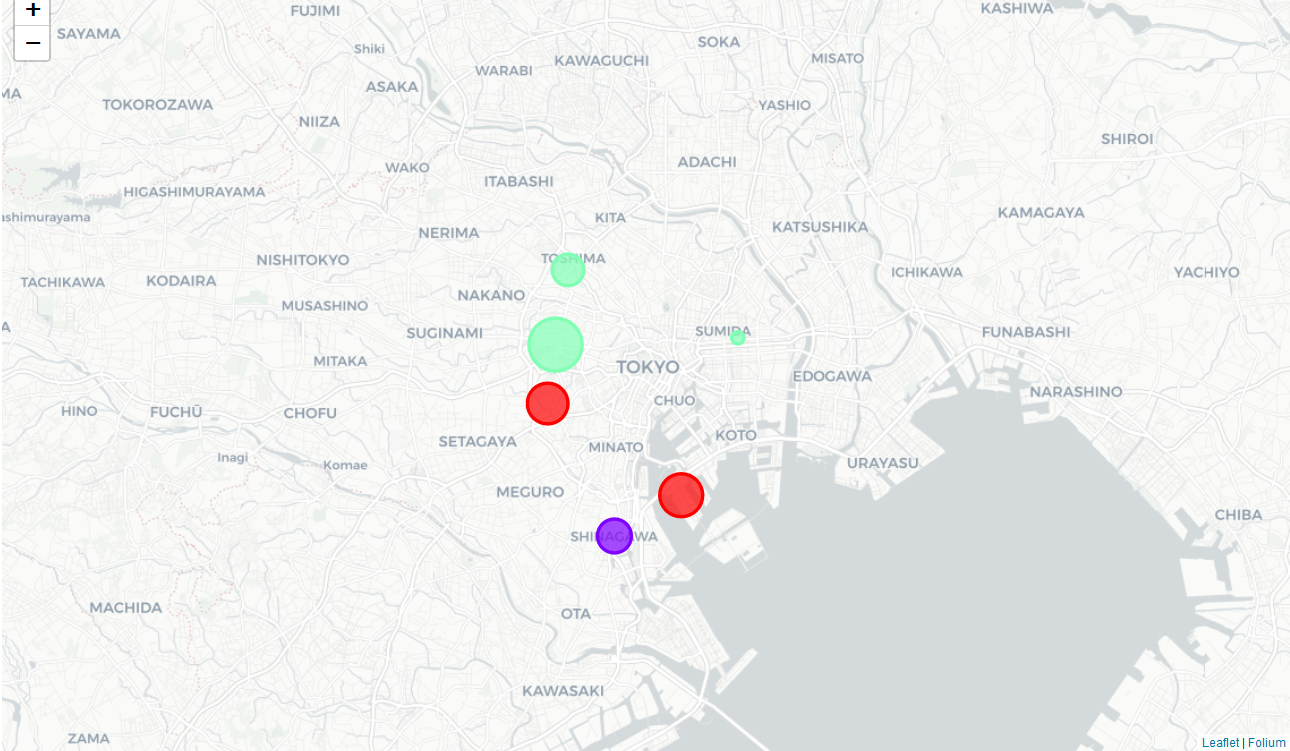 +
FUJIMI
KASHIWA
SAYAMA
−
SOKA
Shiki
KAWAGUCHI
MISATO
WARABI
ASAKA
MA
TOKOROZAWA
YASHIO
NIIZA
SHIROI
ADACHI
WAKO
ITABASHI
HIGASHIMURAYAMA
KAMAGAYA
ashimurayama
KITA
KATSUSHIKA
NERIMA
TOSHIMA
NISHITOKYO
ICHIKAWA
YACHIYO
TACHIKAWA
KODAIRA
NAKANO
MUSASHINO
A
SUMIDA
SUGINAMI
FUNABASHI
MITAKA
TOKYO
EDOGAWA
NARASHINO
CHUO
HINO
FUCHŪ
CHOFU
KOTO
SETAGAYA
MINATO
Inagi
Komae
URAYASU
MEGURO
CHIBA
SHINAGAWA
MACHIDA
OTA
KAWASAKI
ZAMA
Leaflet | Folium